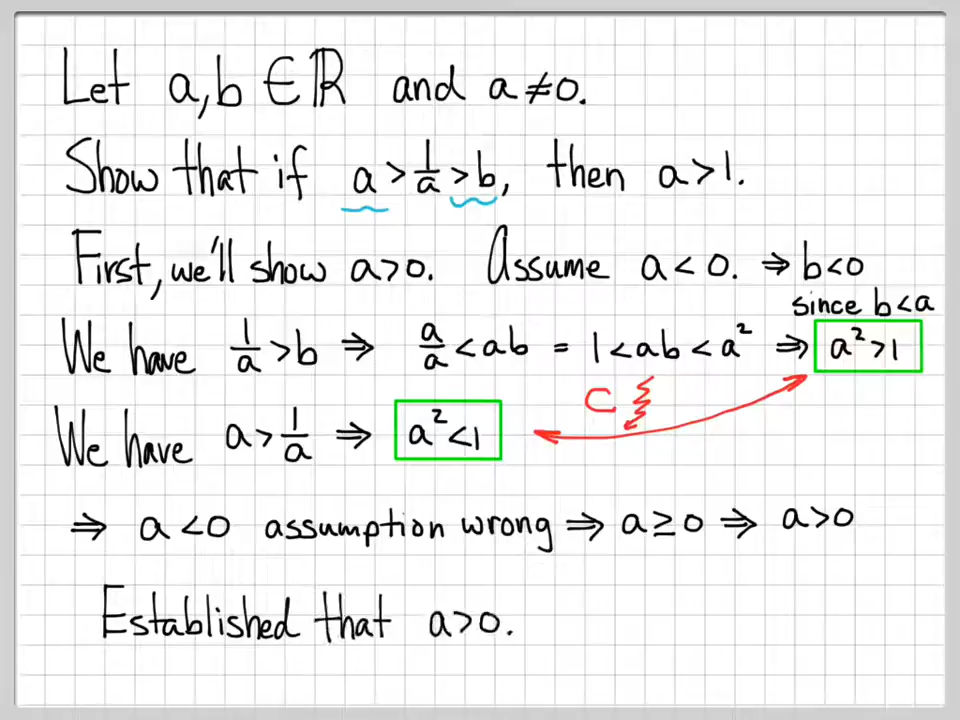 Let a, b ∈ ℝ and a ≠ 0.
Show that if a > 1/a > b, then a > 1.
First, we'll show a > 0. Assume a < 0. ⇒ b < 0
since b < a
We have 1/a > b ⇒ a/a < ab = 1 < ab < a² ⇒ a² > 1
C
We have a > 1/a ⇒ a² < 1
⇒ a < 0 assumption wrong ⇒ a ≥ 0 ⇒ a > 0
Established that a > 0.